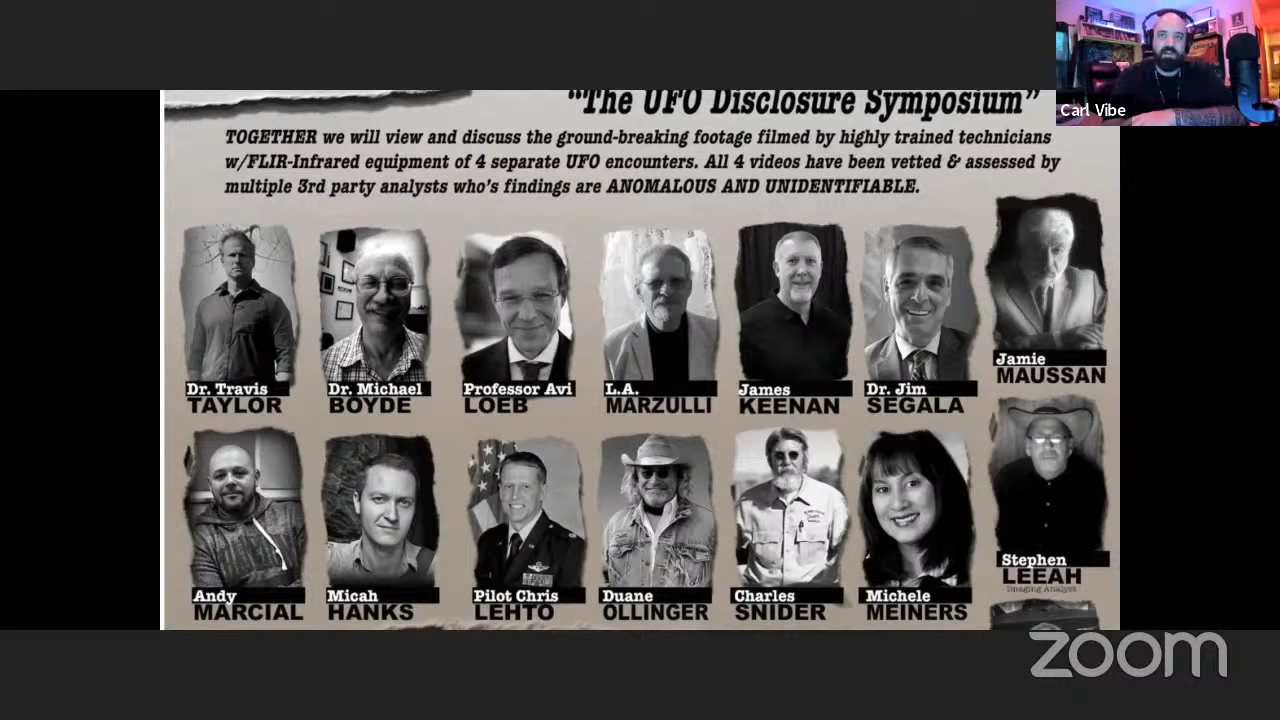 Carl Vibe
“The UFO Disclosure Symposium”
TOGETHER we will view and discuss the ground-breaking footage filmed by highly trained technicians
w/FLIR-Infrared equipment of 4 separate UFO encounters. All 4 videos have been vetted & assessed by
multiple 3rd party analysts who's findings are ANOMALOUS AND UNIDENTIFIABLE.
Dr. Travis
TAYLOR
Dr. Michael
BOYDE
Professor Avi
LOEB
L.A.
MARZULLI
James
KEENAN
Dr. Jim
SEGALA
Jamie
MAUSSAN
Andy
MARCIAL
Micah
HANKS
Pilot Chris
LEHTO
Duane
OLLINGER
Charles
SNIDER
Michele
MEINERS
Stephen
LEEAH
Imaging Analyst
zoom